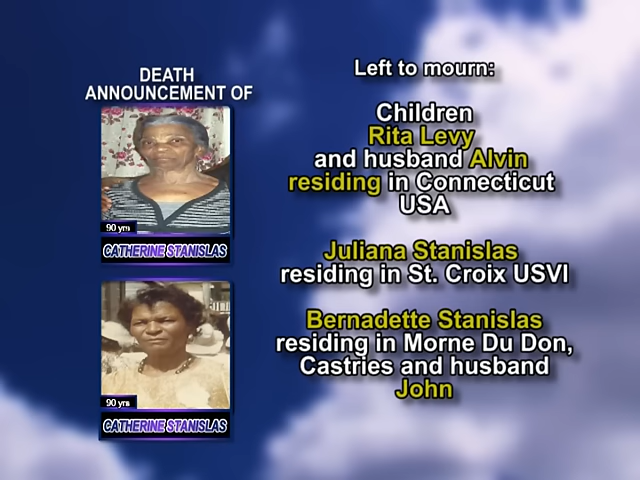 DEATH
ANNOUNCEMENT OF
90 yrs
CATHERINE STANISLAS
90 yrs
CATHERINE STANISLAS
Left to mourn:
Children
Rita Levy
and husband Alvin
residing in Connecticut
USA
Juliana Stanislas
residing in St. Croix USVI
Bernadette Stanislas
residing in Morne Du Don,
Castries and husband
John